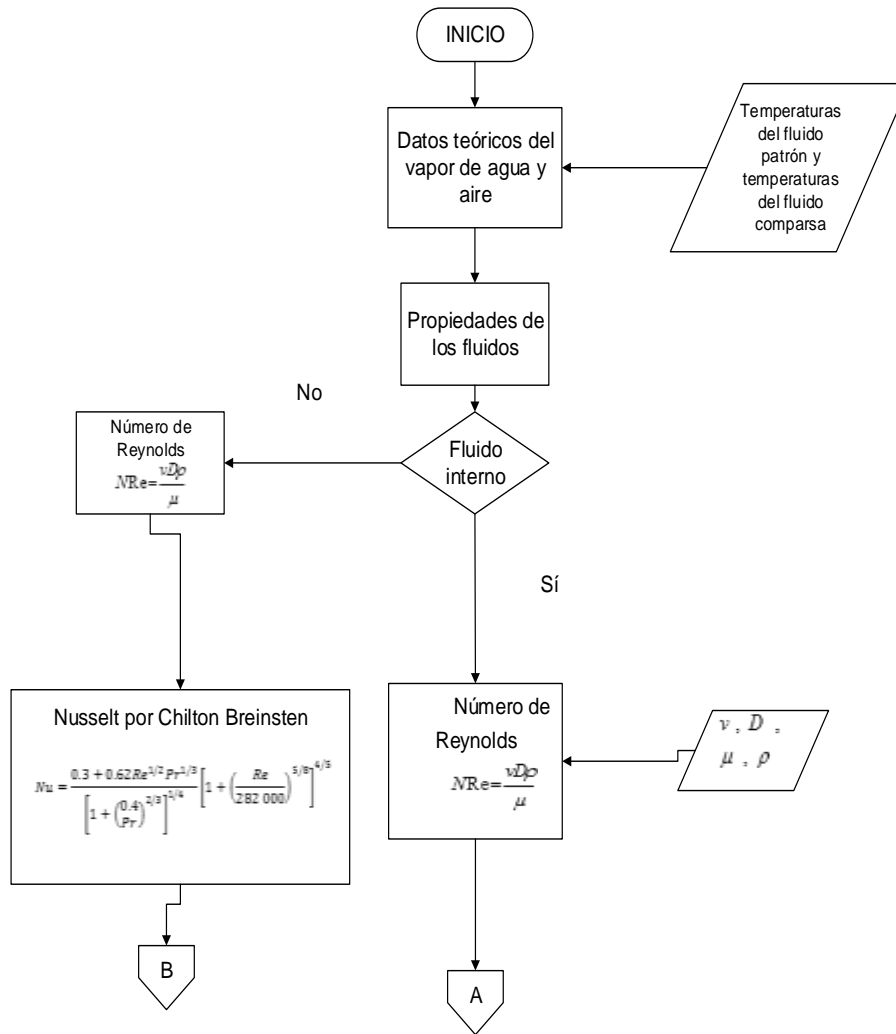 INICIO
Datos teóricos del
vapor de agua y
aire
Temperaturas
del fluido
patrón y
temperaturas
del fluido
comparsa
Propiedades de
los fluidos
No
Fluido
interno
Número de
Reynolds
NRe=vDρ/μ
Sí
Nusselt por Chilton Breinsten
Nu = (0.3 + 0.62Re^1/2 Pr^1/3)/[1 + (0.4/Pr)^2/3]^1/4 [1 + (Re/282 000)^5/8]^4/5
Número de
Reynolds
NRe=vDρ/μ
v , D ,
μ , ρ
B
A